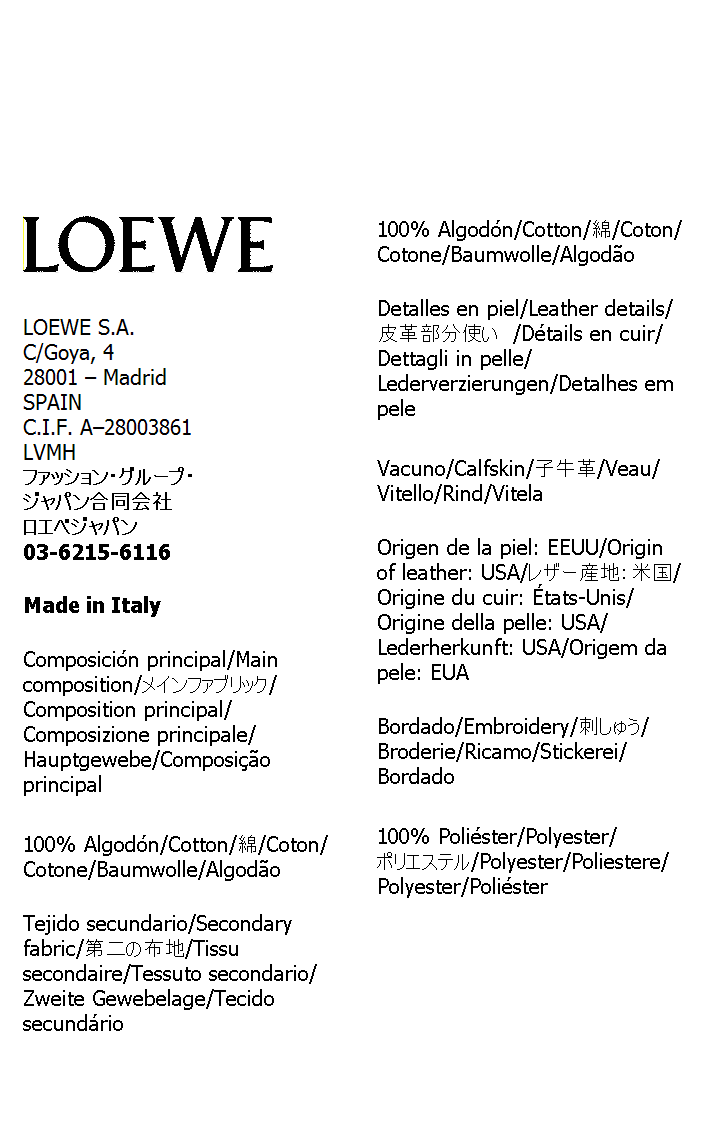 LOEWE
LOEWE S.A.
C/Goya, 4
28001 – Madrid
SPAIN
C.I.F. A–28003861
LVMH
ファッション・グループ・
ジャパン合同会社
ロエベジャパン
03-6215-6116
Made in Italy
Composición principal/Main
composition/メインファブリック/
Composition principal/
Composizione principale/
Hauptgewebe/Composição
principal
100% Algodón/Cotton/綿/Coton/
Cotone/Baumwolle/Algodão
Tejido secundario/Secondary
fabric/第二の布地/Tissu
secondaire/Tessuto secondario/
Zweite Gewebelage/Tecido
secundário
100% Algodón/Cotton/綿/Coton/
Cotone/Baumwolle/Algodão
Detalles en piel/Leather details/
皮革部分使い /Détails en cuir/
Dettagli in pelle/
Lederverzierungen/Detalhes em
pele
Vacuno/Calfskin/子牛革/Veau/
Vitello/Rind/Vitela
Origen de la piel: EEUU/Origin
of leather: USA/レザー産地: 米国/
Origine du cuir: États-Unis/
Origine della pelle: USA/
Lederherkunft: USA/Origem da
pele: EUA
Bordado/Embroidery/刺しゅう/
Broderie/Ricamo/Stickerei/
Bordado
100% Poliéster/Polyester/
ポリエステル/Polyester/Poliestere/
Polyester/Poliéster